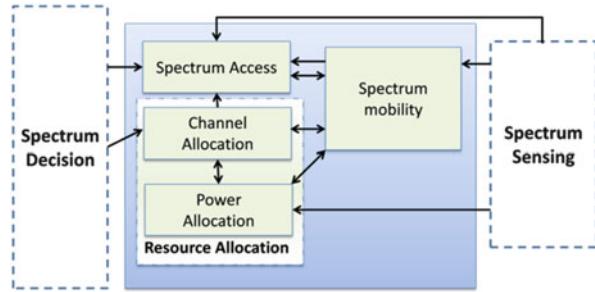 Spectrum
Decision
Spectrum Access
Channel
Allocation
Power
Allocation
Resource Allocation
Spectrum
mobility
Spectrum
Sensing